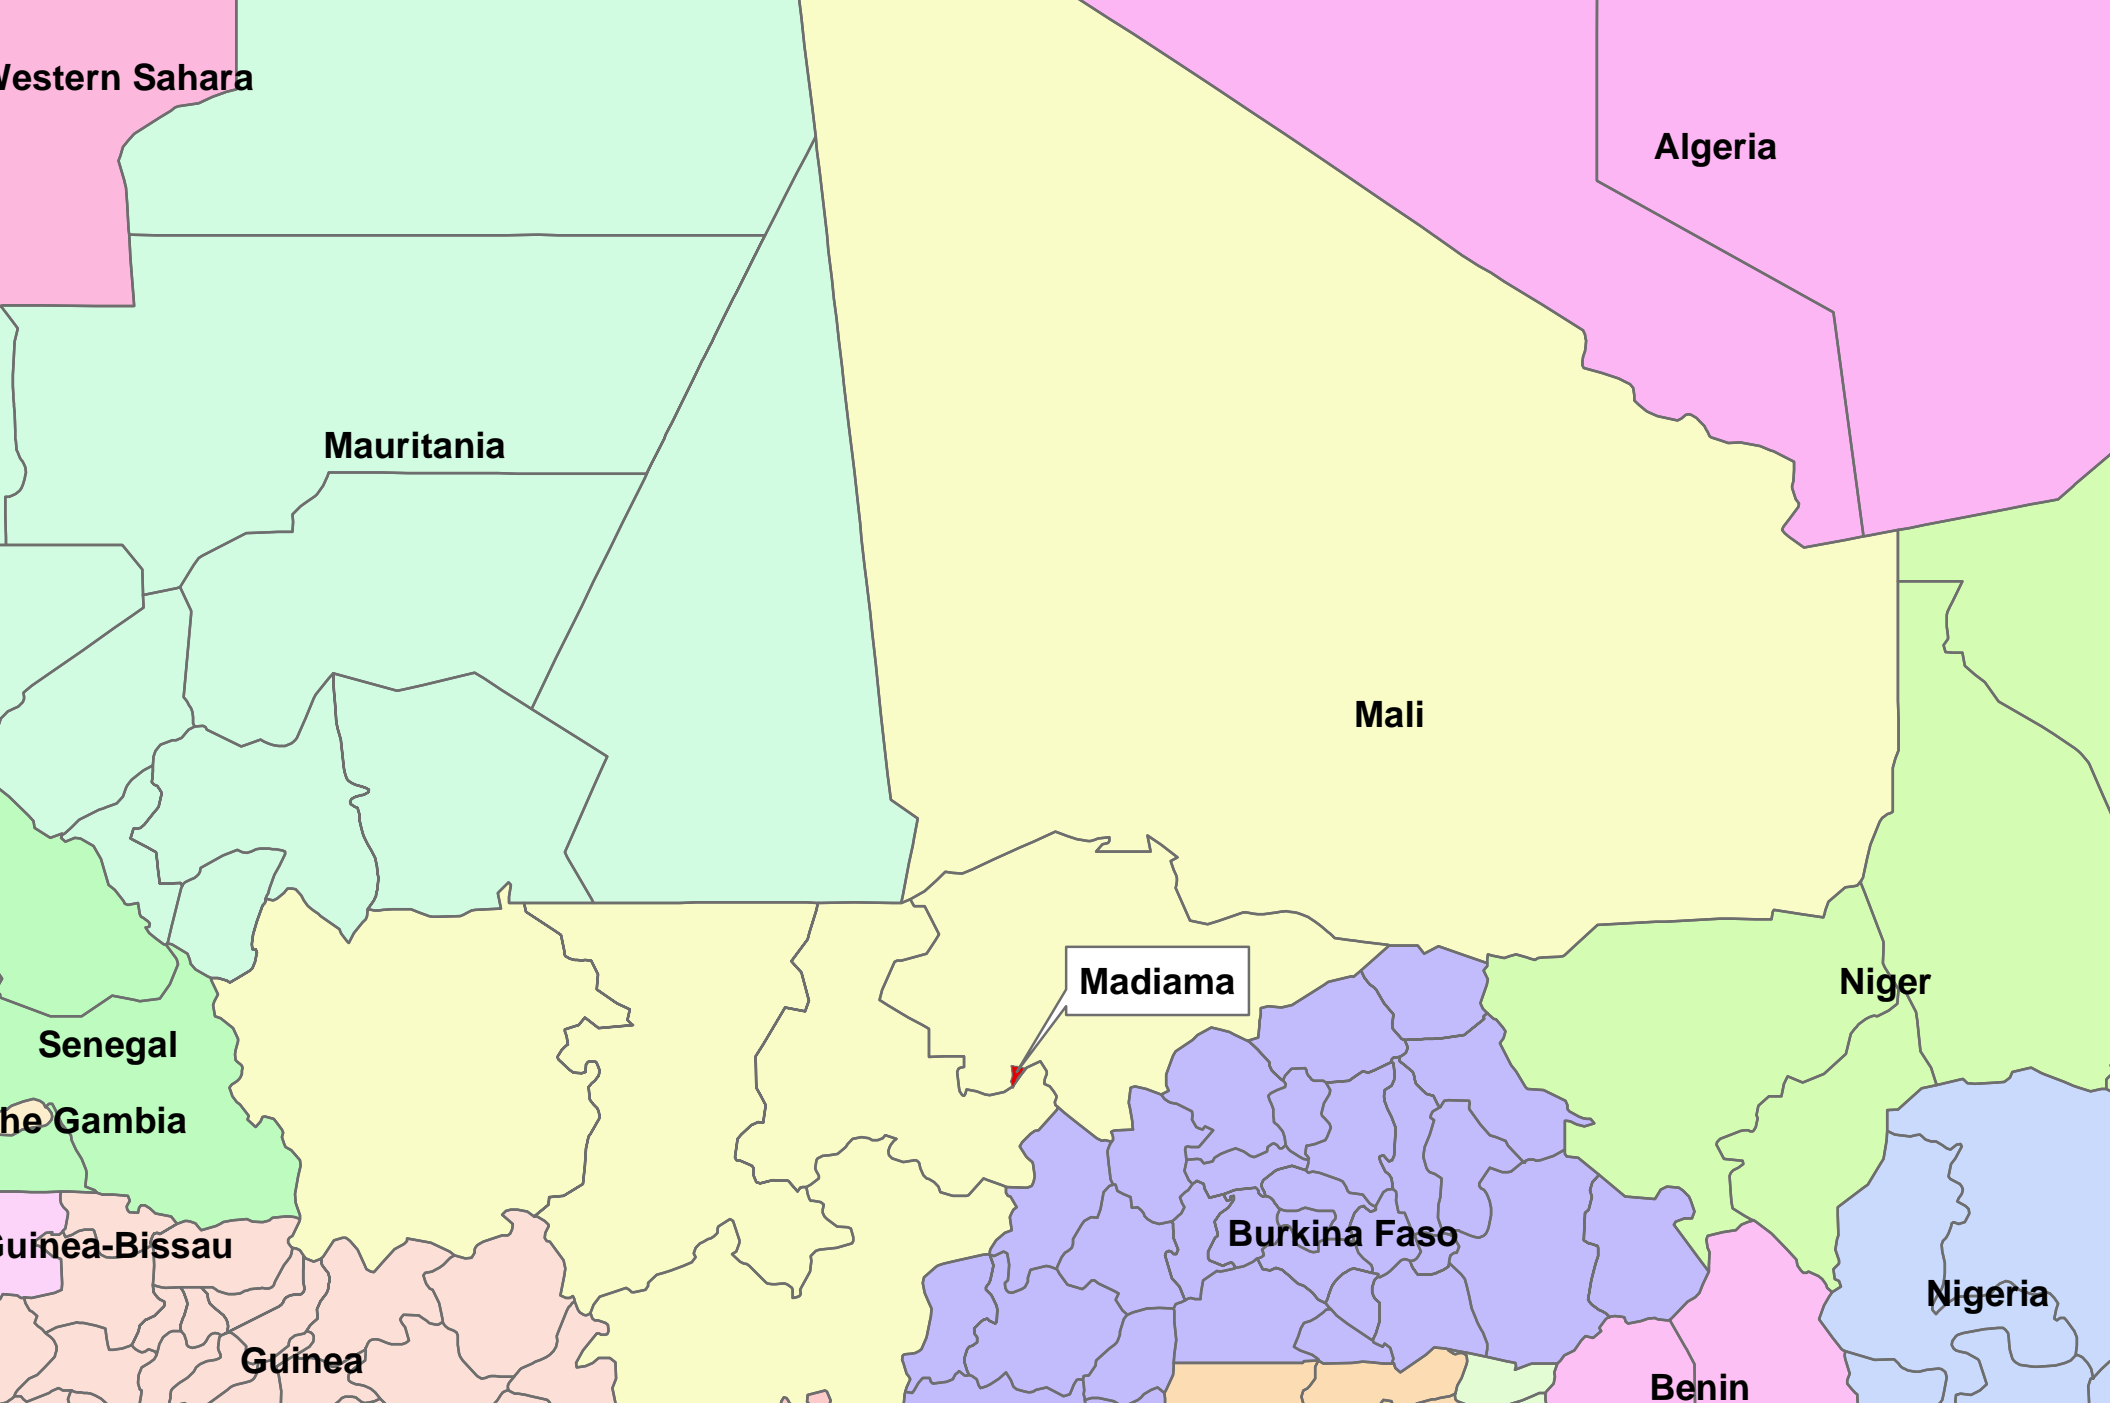 Western Sahara
Algeria
Mauritania
Mali
Madiama
Niger
Senegal
he Gambia
Burkina Faso
Guinea-Bissau
Nigeria
Guinea
Benin